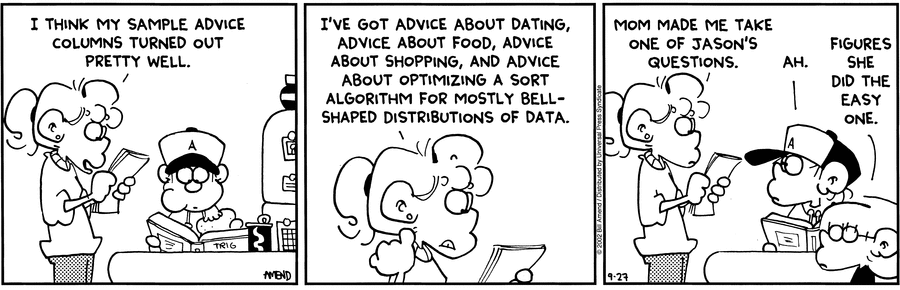 I THINK MY SAMPLE ADVICE
COLUMNS TURNED OUT
PRETTY WELL.
A
TRIG
AMEND
I'VE GOT ADVICE ABOUT DATING,
ADVICE ABOUT FOOD, ADVICE
ABOUT SHOPPING, AND ADVICE
ABOUT OPTIMIZING A SORT
ALGORITHM FOR MOSTLY BELL-
SHAPED DISTRIBUTIONS OF DATA.
© 2002 Bill Amend / Distributed by Universal Press Syndicate
MOM MADE ME TAKE
ONE OF JASON'S
QUESTIONS.
AH.
FIGURES
SHE
DID THE
EASY
ONE.
A
9-27